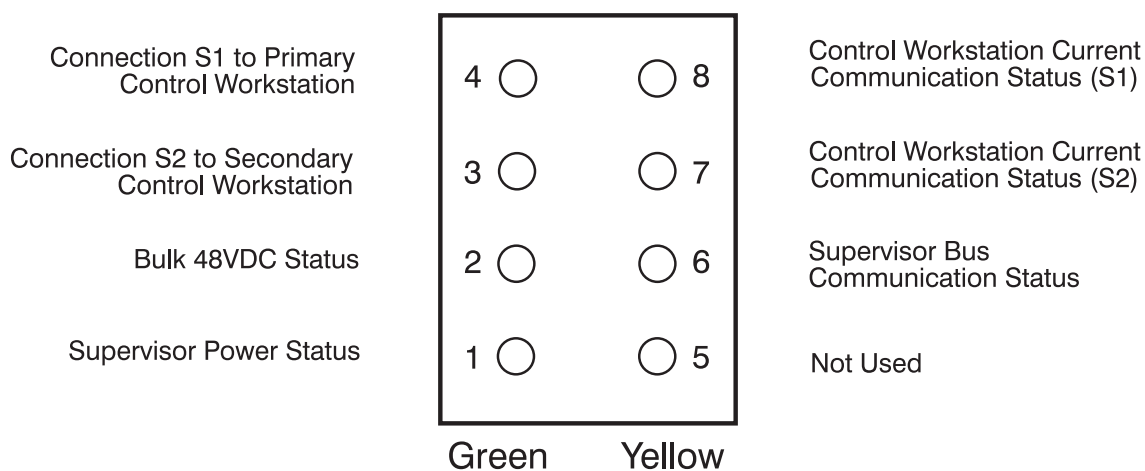 Connection S1 to Primary
Control Workstation
4
8
Control Workstation Current
Communication Status (S1)
Connection S2 to Secondary
Control Workstation
3
7
Control Workstation Current
Communication Status (S2)
Bulk 48VDC Status
2
6
Supervisor Bus
Communication Status
Supervisor Power Status
1
5
Not Used
Green
Yellow